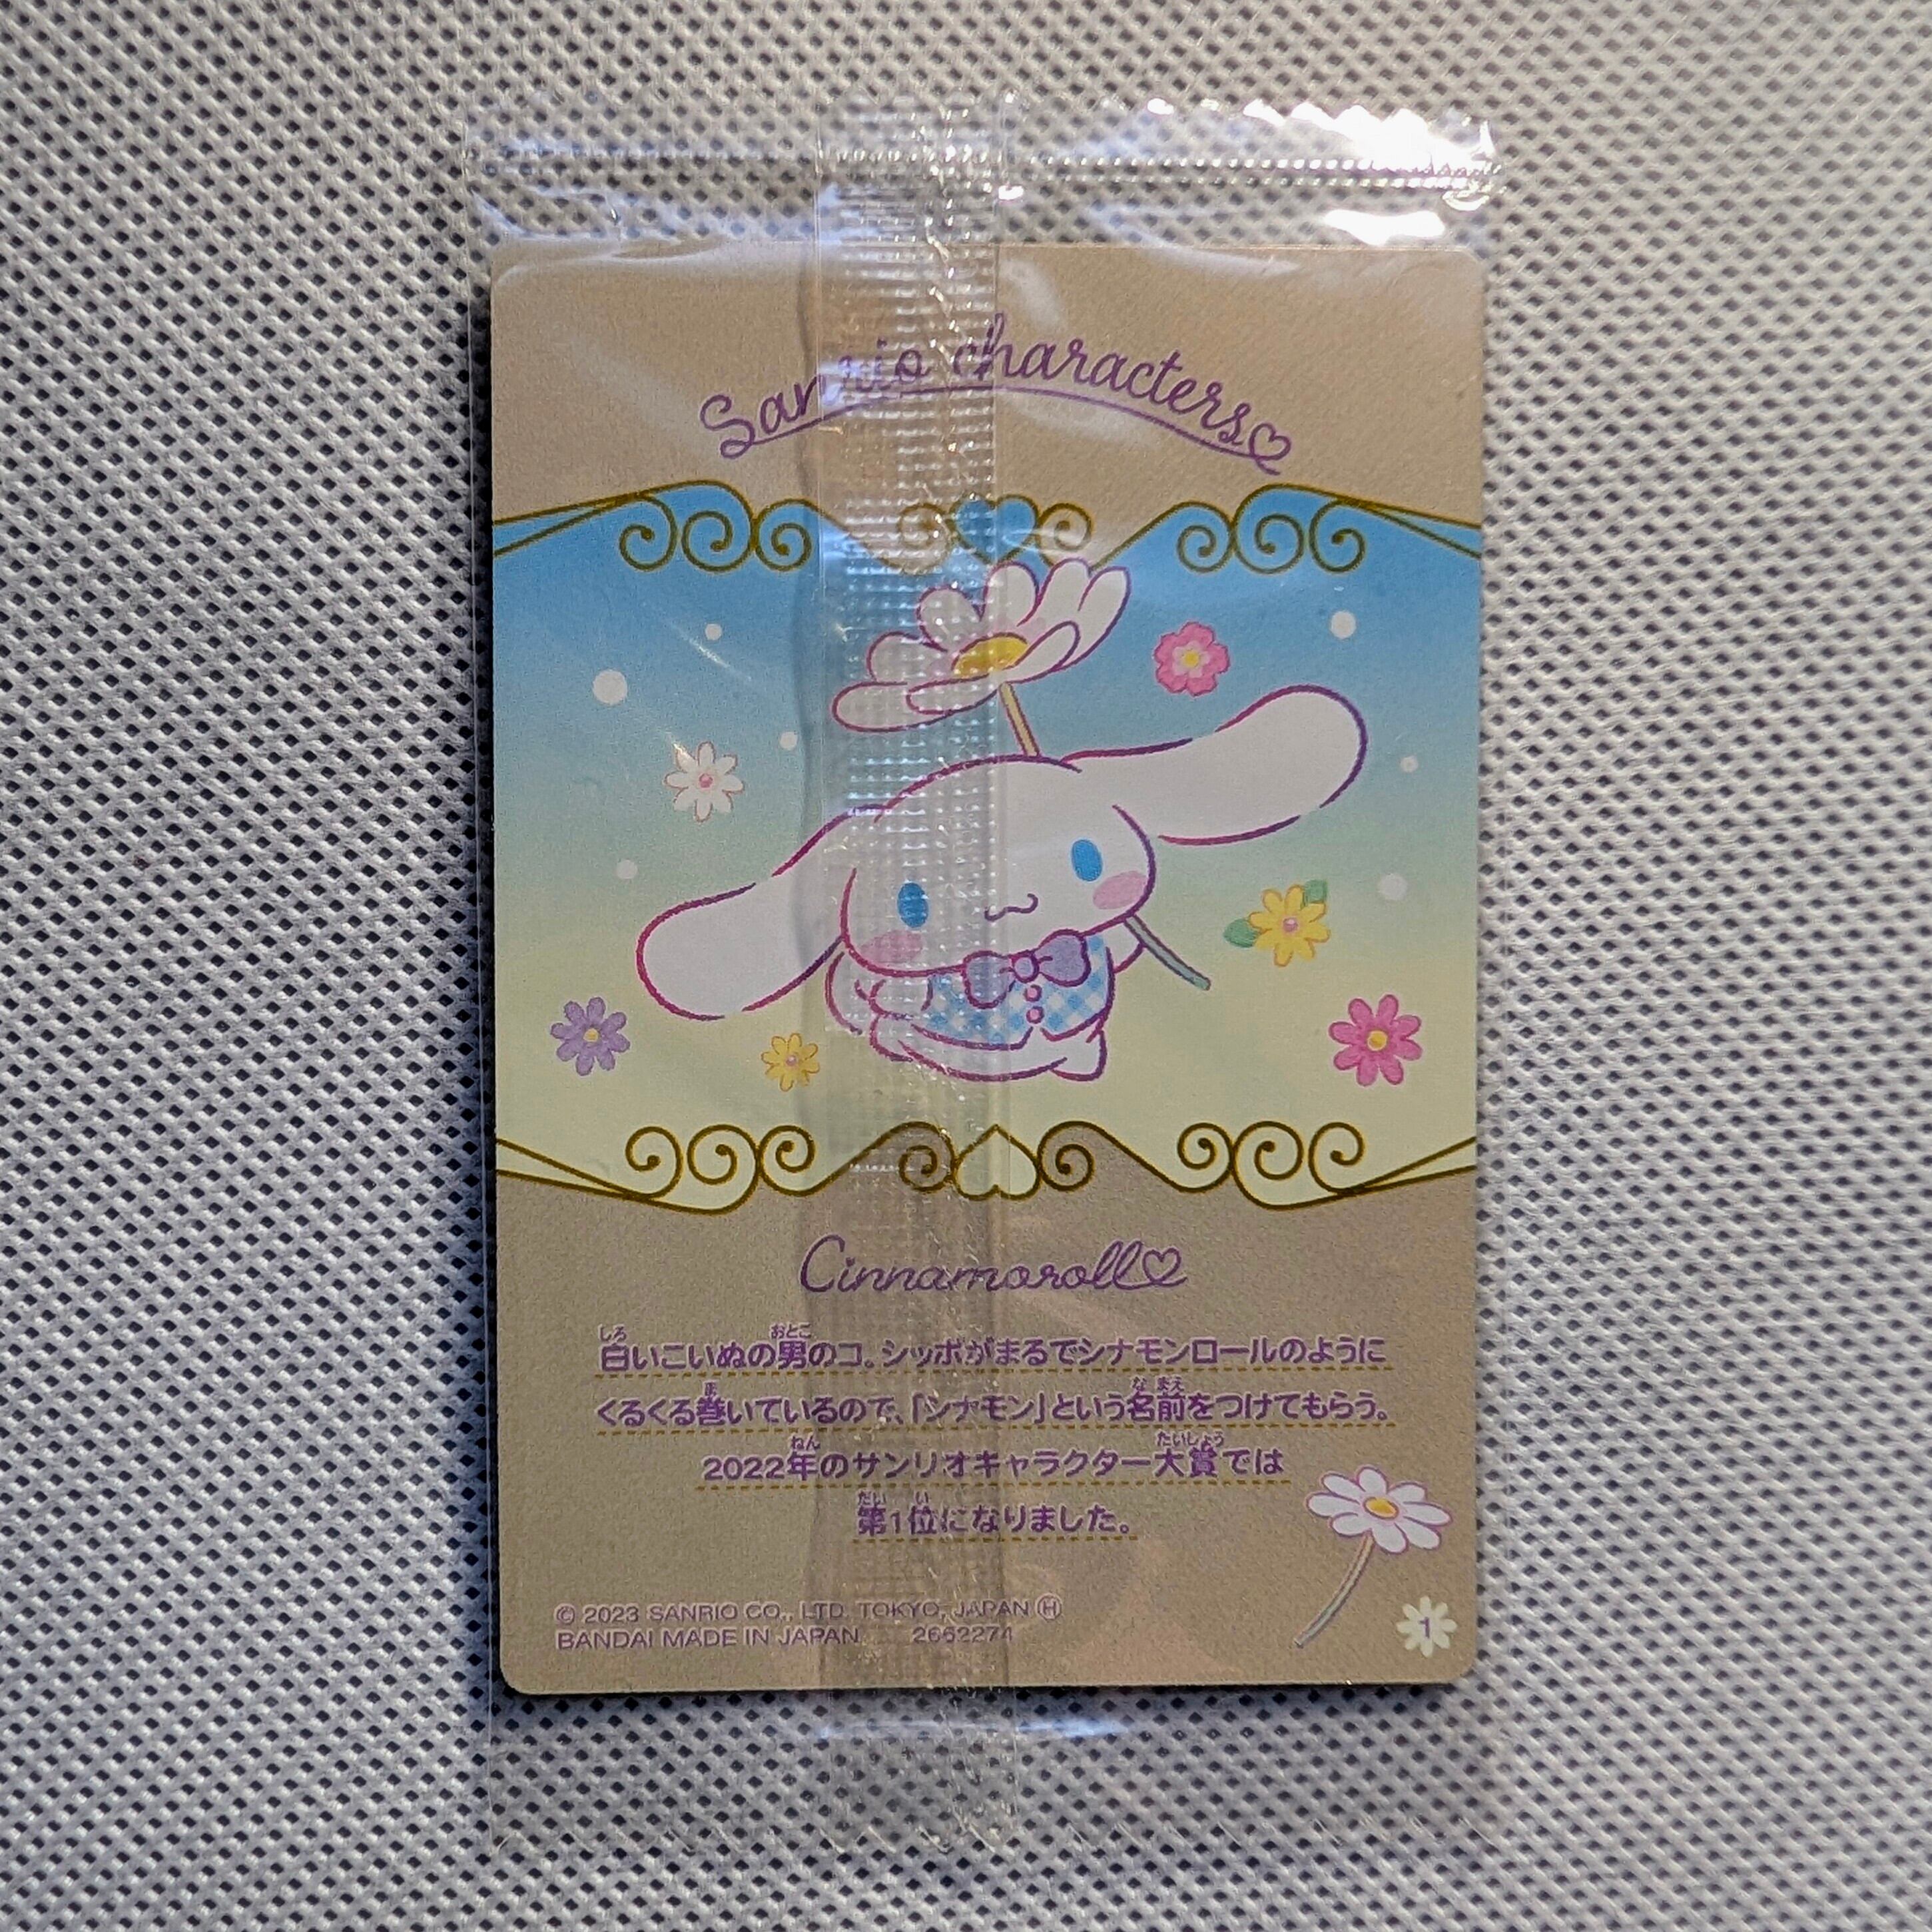 Sanrio characters
Cinnamoroll
白いこいぬの男のコ。シッポがまるでシナモンロールのように
くるくる巻いているので、「シナモン」という名前をつけてもらう。
2022年のサンリオキャラクター大賞では
第1位になりました。
© 2023 SANRIO CO., LTD. TOKYO, JAPAN Ⓗ
BANDAI MADE IN JAPAN 2662274
1